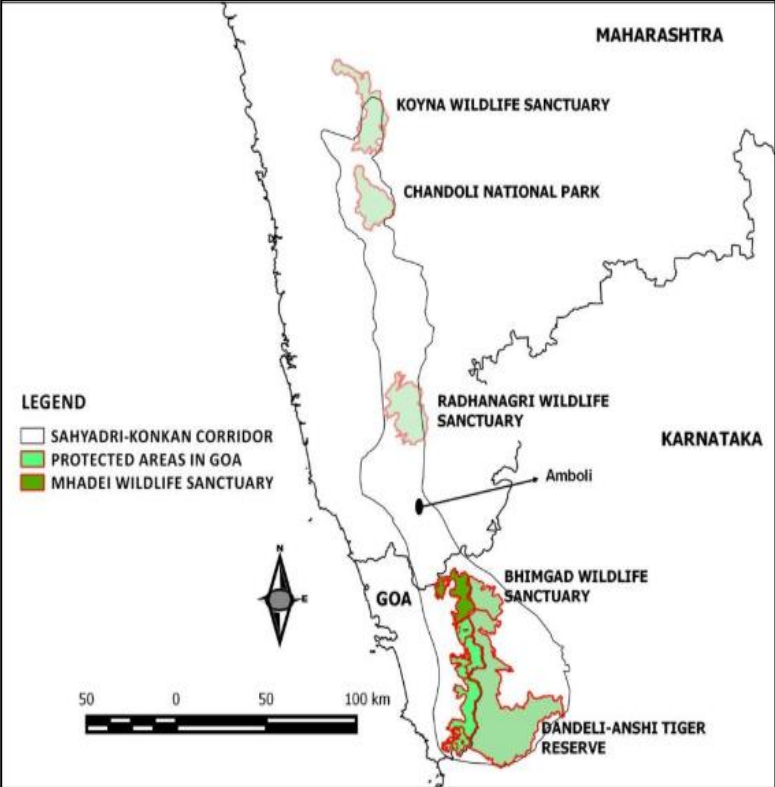 MAHARASHTRA
KOYNA WILDLIFE SANCTUARY
CHANDOLI NATIONAL PARK
RADHANAGRI WILDLIFE
SANCTUARY
KARNATAKA
Amboli
LEGEND
SAHYADRI-KONKAN CORRIDOR
PROTECTED AREAS IN GOA
MHADEI WILDLIFE SANCTUARY
N
E
GOA
BHIMGAD WILDLIFE
SANCTUARY
50 0 50 100 km
DANDELI-ANSHI TIGER
RESERVE